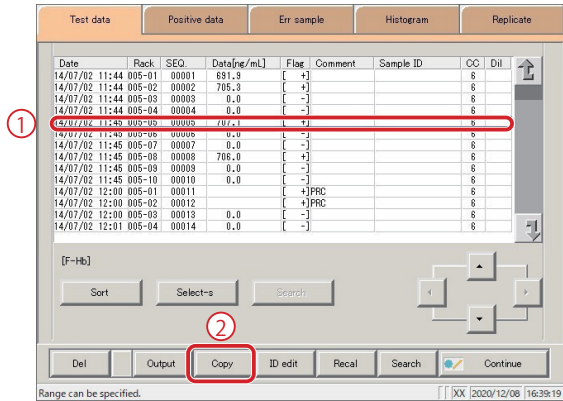 Test data Positive data Err sample Histogram Replicate
Date Rack SEQ. Data[ng/mL] Flag Comment Sample ID CC Dil
14/07/02 11:44 005-01 00001 691.9 [ +] 6
14/07/02 11:44 005-02 00002 705.3 [ +] 6
14/07/02 11:44 005-03 00003 0.0 [ -] 6
14/07/02 11:44 005-04 00004 0.0 [ -] 6
1 14/07/02 11:45 005-05 00005 707.1 [ +] 6
14/07/02 11:45 005-06 00006 0.0 [ -] 6
14/07/02 11:45 005-07 00007 0.0 [ -] 6
14/07/02 11:45 005-08 00008 706.0 [ +] 6
14/07/02 11:45 005-09 00009 0.0 [ -] 6
14/07/02 11:45 005-10 00010 0.0 [ -] 6
14/07/02 12:00 005-01 00011 [ +]PRC 6
14/07/02 12:00 005-02 00012 [ +]PRC 6
14/07/02 12:00 005-03 00013 0.0 [ -] 6
14/07/02 12:01 005-04 00014 0.0 [ -] 6
[F-Hb]
Sort Select-s Search
2
Del Output Copy ID edit Recal Search Continue
Range can be specified. XX 2020/12/08 16:39:19